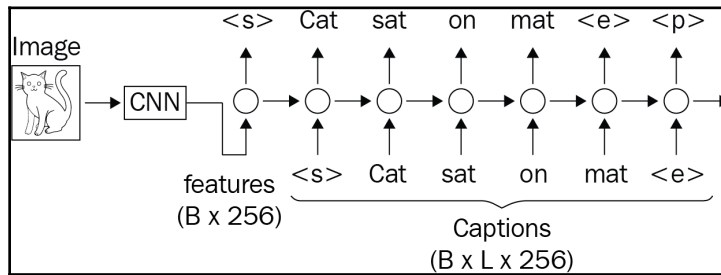 <s> Cat sat on mat <e> <p>
Image
CNN
<s> Cat sat on mat <e>
features
(B x 256)
Captions
(B x L x 256)